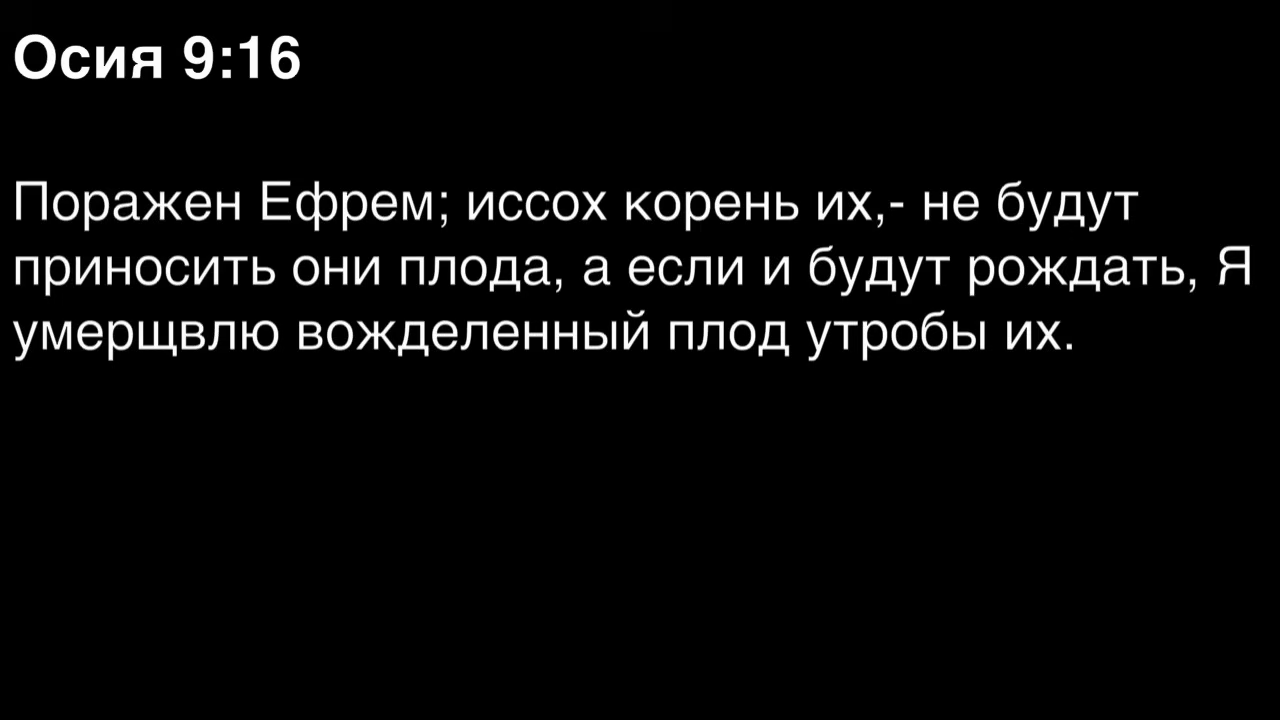 Осия 9:16
Поражен Ефрем; иссох корень их,- не будут
приносить они плода, а если и будут рождать, Я
умерщвлю вожделенный плод утробы их.